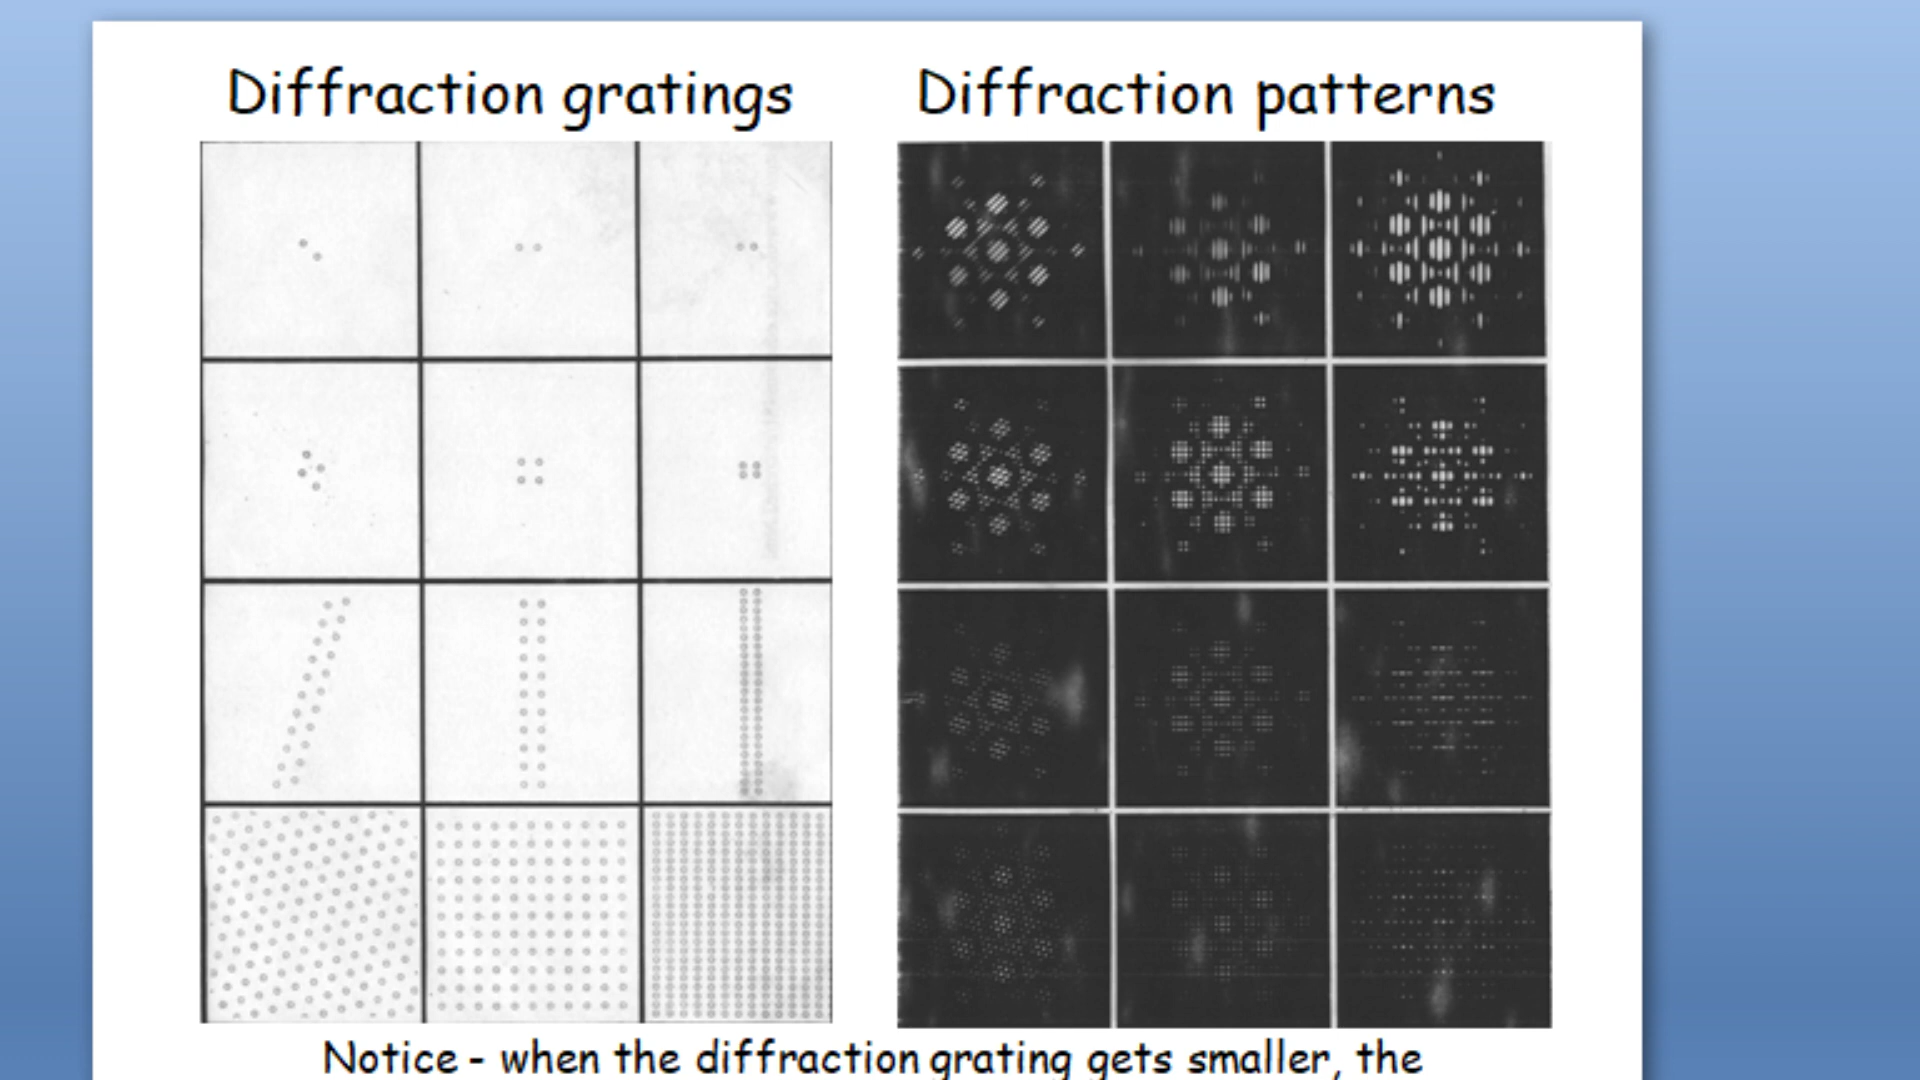 Diffraction gratings
Diffraction patterns
Notice - when the diffraction grating gets smaller, the